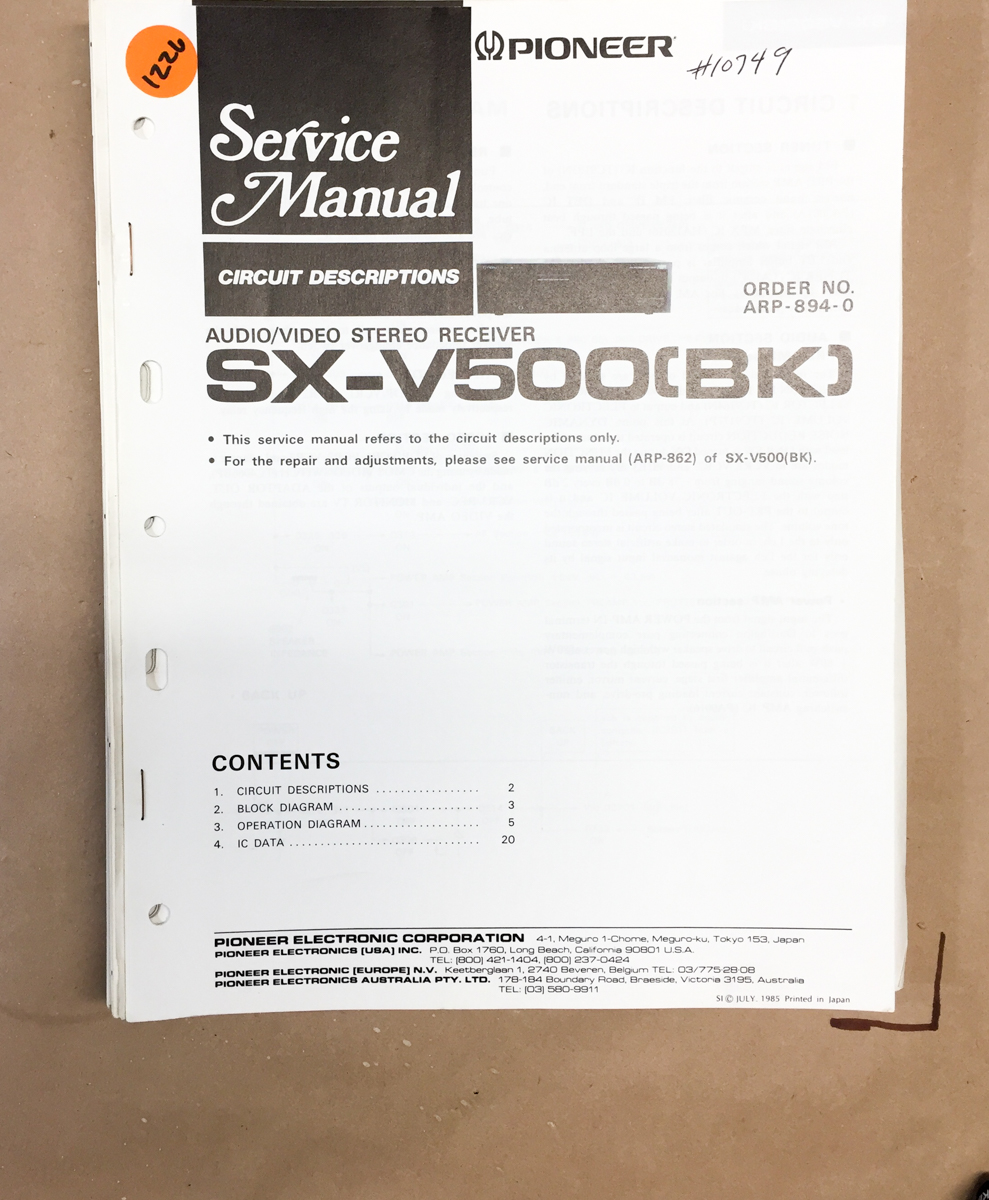 1226
PIONEER
#10749
Service
Manual
CIRCUIT DESCRIPTIONS
ORDER NO.
ARP-894-0
AUDIO/VIDEO STEREO RECEIVER
SX-V500(BK)
• This service manual refers to the circuit descriptions only.
• For the repair and adjustments, please see service manual (ARP-862) of SX-V500(BK).
CONTENTS
1. CIRCUIT DESCRIPTIONS ................. 2
2. BLOCK DIAGRAM ....................... 3
3. OPERATION DIAGRAM ................... 5
4. IC DATA ............................... 20
PIONEER ELECTRONIC CORPORATION 4-1, Meguro 1-Chome, Meguro-ku, Tokyo 153, Japan
PIONEER ELECTRONICS [USA] INC. P.O. Box 1760, Long Beach, California 90801 U.S.A.
TEL: [800] 421-1404, [800] 237-0424
PIONEER ELECTRONIC [EUROPE] N.V. Keetberglaan 1, 2740 Beveren, Belgium TEL: 03/775·28·08
PIONEER ELECTRONICS AUSTRALIA PTY. LTD. 178-184 Boundary Road, Braeside, Victoria 3195, Australia
TEL: [03] 580-9911
SI © JULY. 1985 Printed in Japan